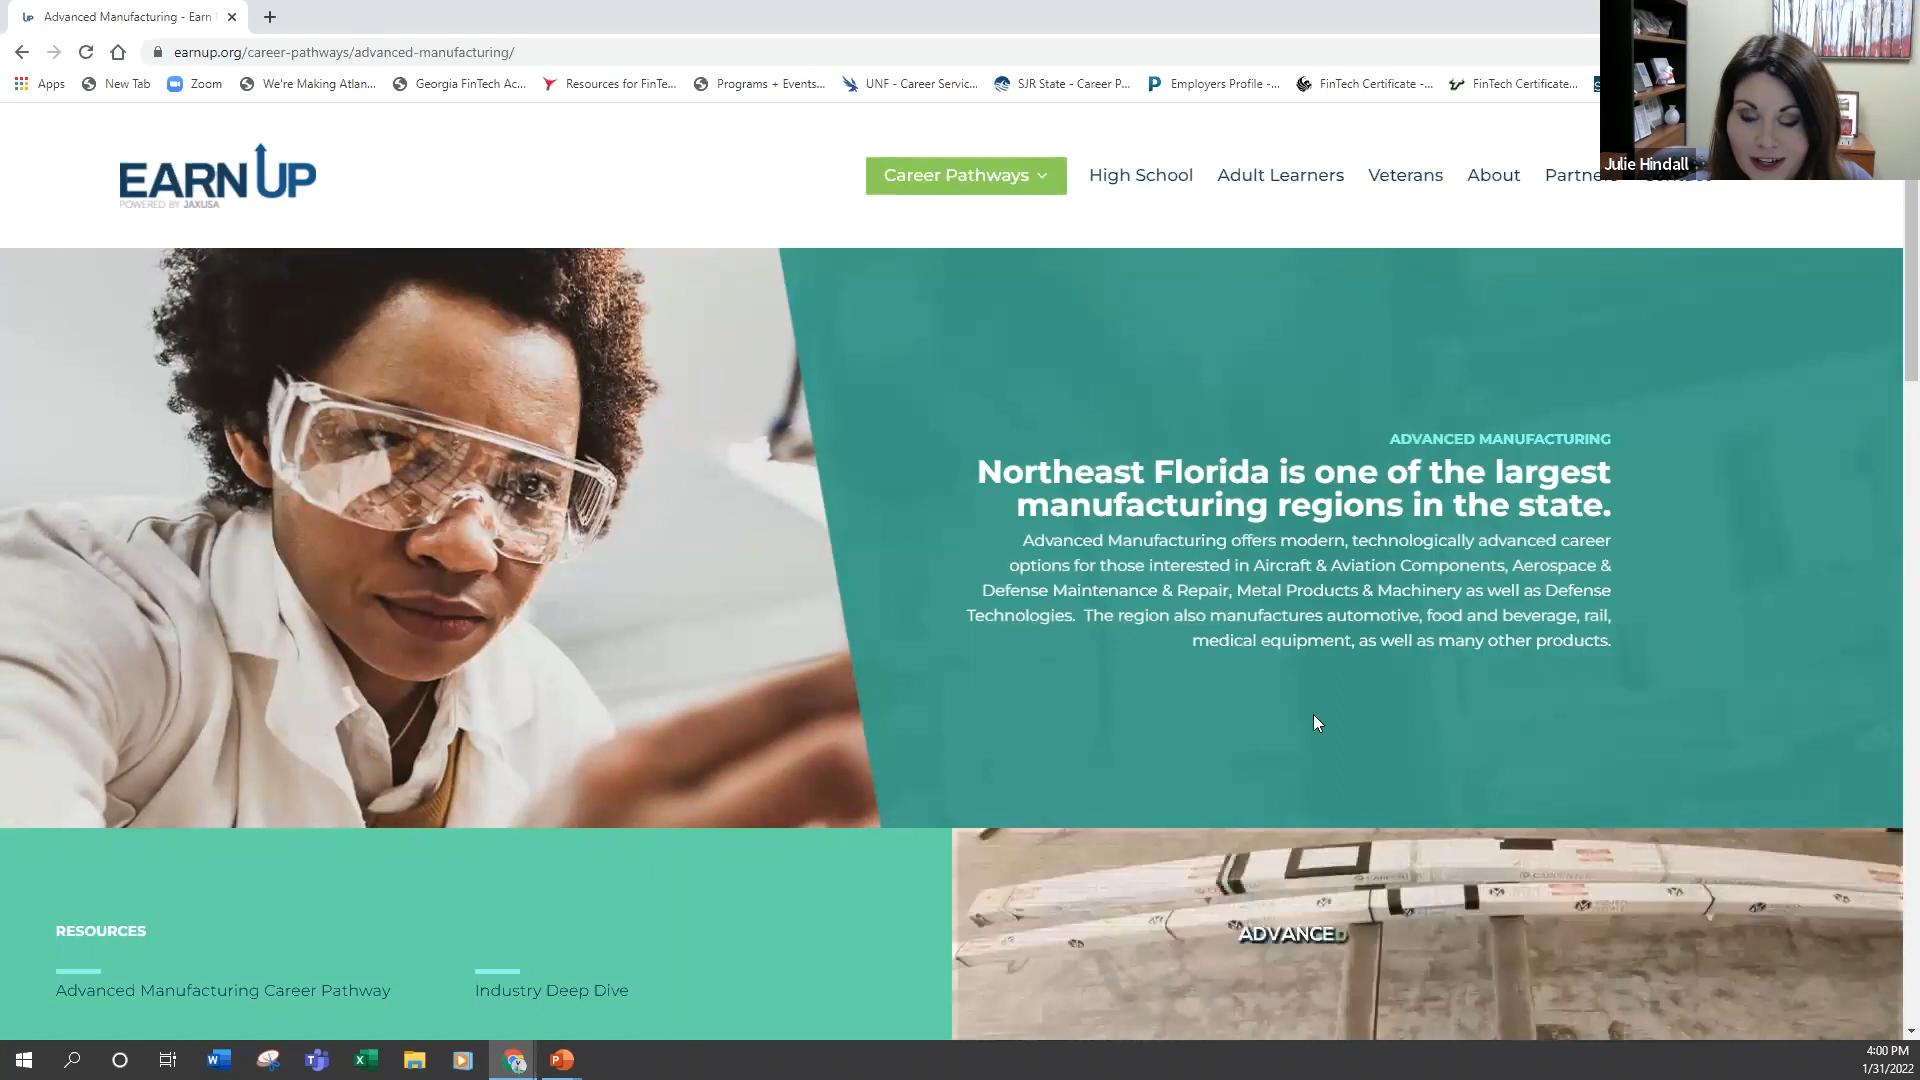 UP Advanced Manufacturing - Earn
earnup.org/career-pathways/advanced-manufacturing/
Apps New Tab Zoom We're Making Atlan... Georgia FinTech Ac... Resources for FinTe... Programs + Events... UNF - Career Servic... SJR State - Career P... Employers Profile -... FinTech Certificate -... FinTech Certificate...
Julie Hindall
EARN UP
POWERED BY JAXUSA
Career Pathways High School Adult Learners Veterans About Partners
ADVANCED MANUFACTURING
Northeast Florida is one of the largest
manufacturing regions in the state.
Advanced Manufacturing offers modern, technologically advanced career
options for those interested in Aircraft & Aviation Components, Aerospace &
Defense Maintenance & Repair, Metal Products & Machinery as well as Defense
Technologies. The region also manufactures automotive, food and beverage, rail,
medical equipment, as well as many other products.
RESOURCES
Advanced Manufacturing Career Pathway
Industry Deep Dive
ADVANCED
4:00 PM
1/31/2022